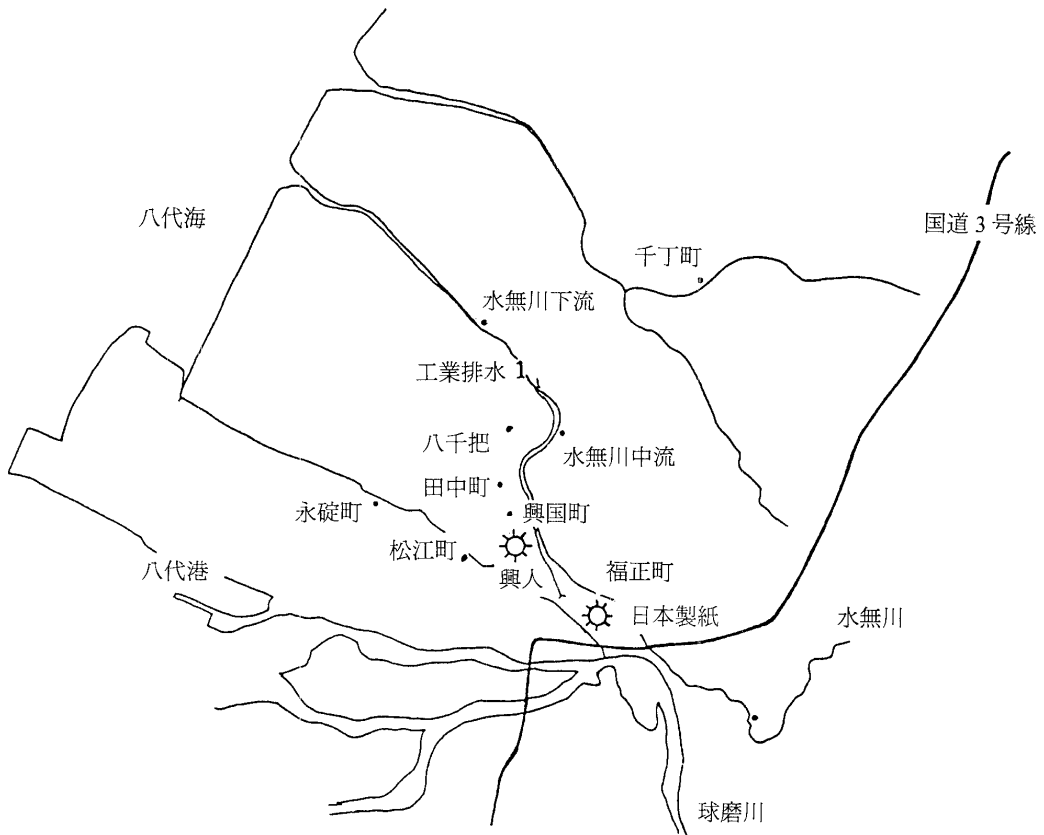 八代海
国道3号線
千丁町
水無川下流
工業排水 1
八千把
水無川中流
田中町
永碇町
興国町
松江町
八代港
興人
福正町
日本製紙
水無川
球磨川